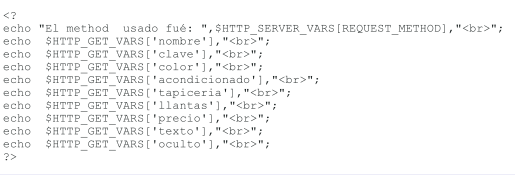 <?
echo "El method  usado fué: ",$HTTP_SERVER_VARS[REQUEST_METHOD],"<br>";
echo  $HTTP_GET_VARS['nombre'],"<br>";
echo  $HTTP_GET_VARS['clave'],"<br>";
echo  $HTTP_GET_VARS['color'],"<br>";
echo  $HTTP_GET_VARS['acondicionado'],"<br>";
echo  $HTTP_GET_VARS['tapiceria'],"<br>";
echo  $HTTP_GET_VARS['llantas'],"<br>";
echo  $HTTP_GET_VARS['precio'],"<br>";
echo  $HTTP_GET_VARS['texto'],"<br>";
echo  $HTTP_GET_VARS['oculto'],"<br>";
?>